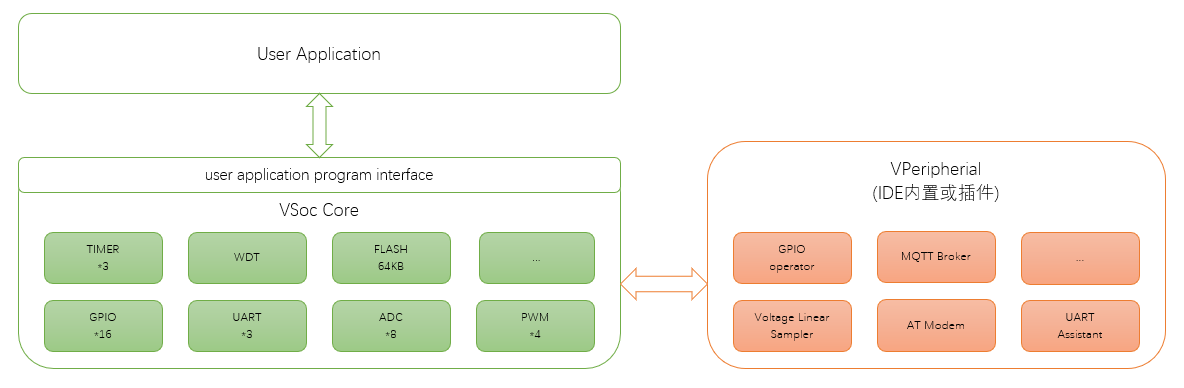 User Application
user application program interface
VSoc Core
TIMER
*3
WDT
FLASH
64KB
...
GPIO
*16
UART
*3
ADC
*8
PWM
*4
VPeripherial
(IDE内置或插件)
GPIO
operator
MQTT Broker
...
Voltage Linear
Sampler
AT Modem
UART
Assistant